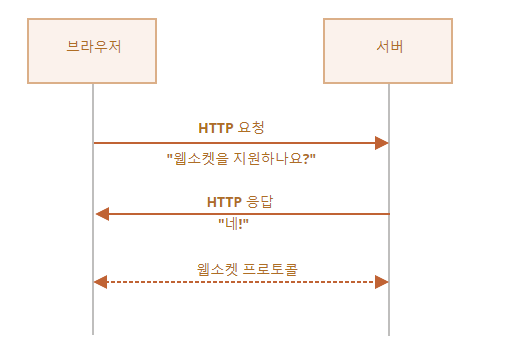 브라우저
서버
HTTP 요청
"웹소켓을 지원하나요?"
HTTP 응답
"네!"
웹소켓 프로토콜